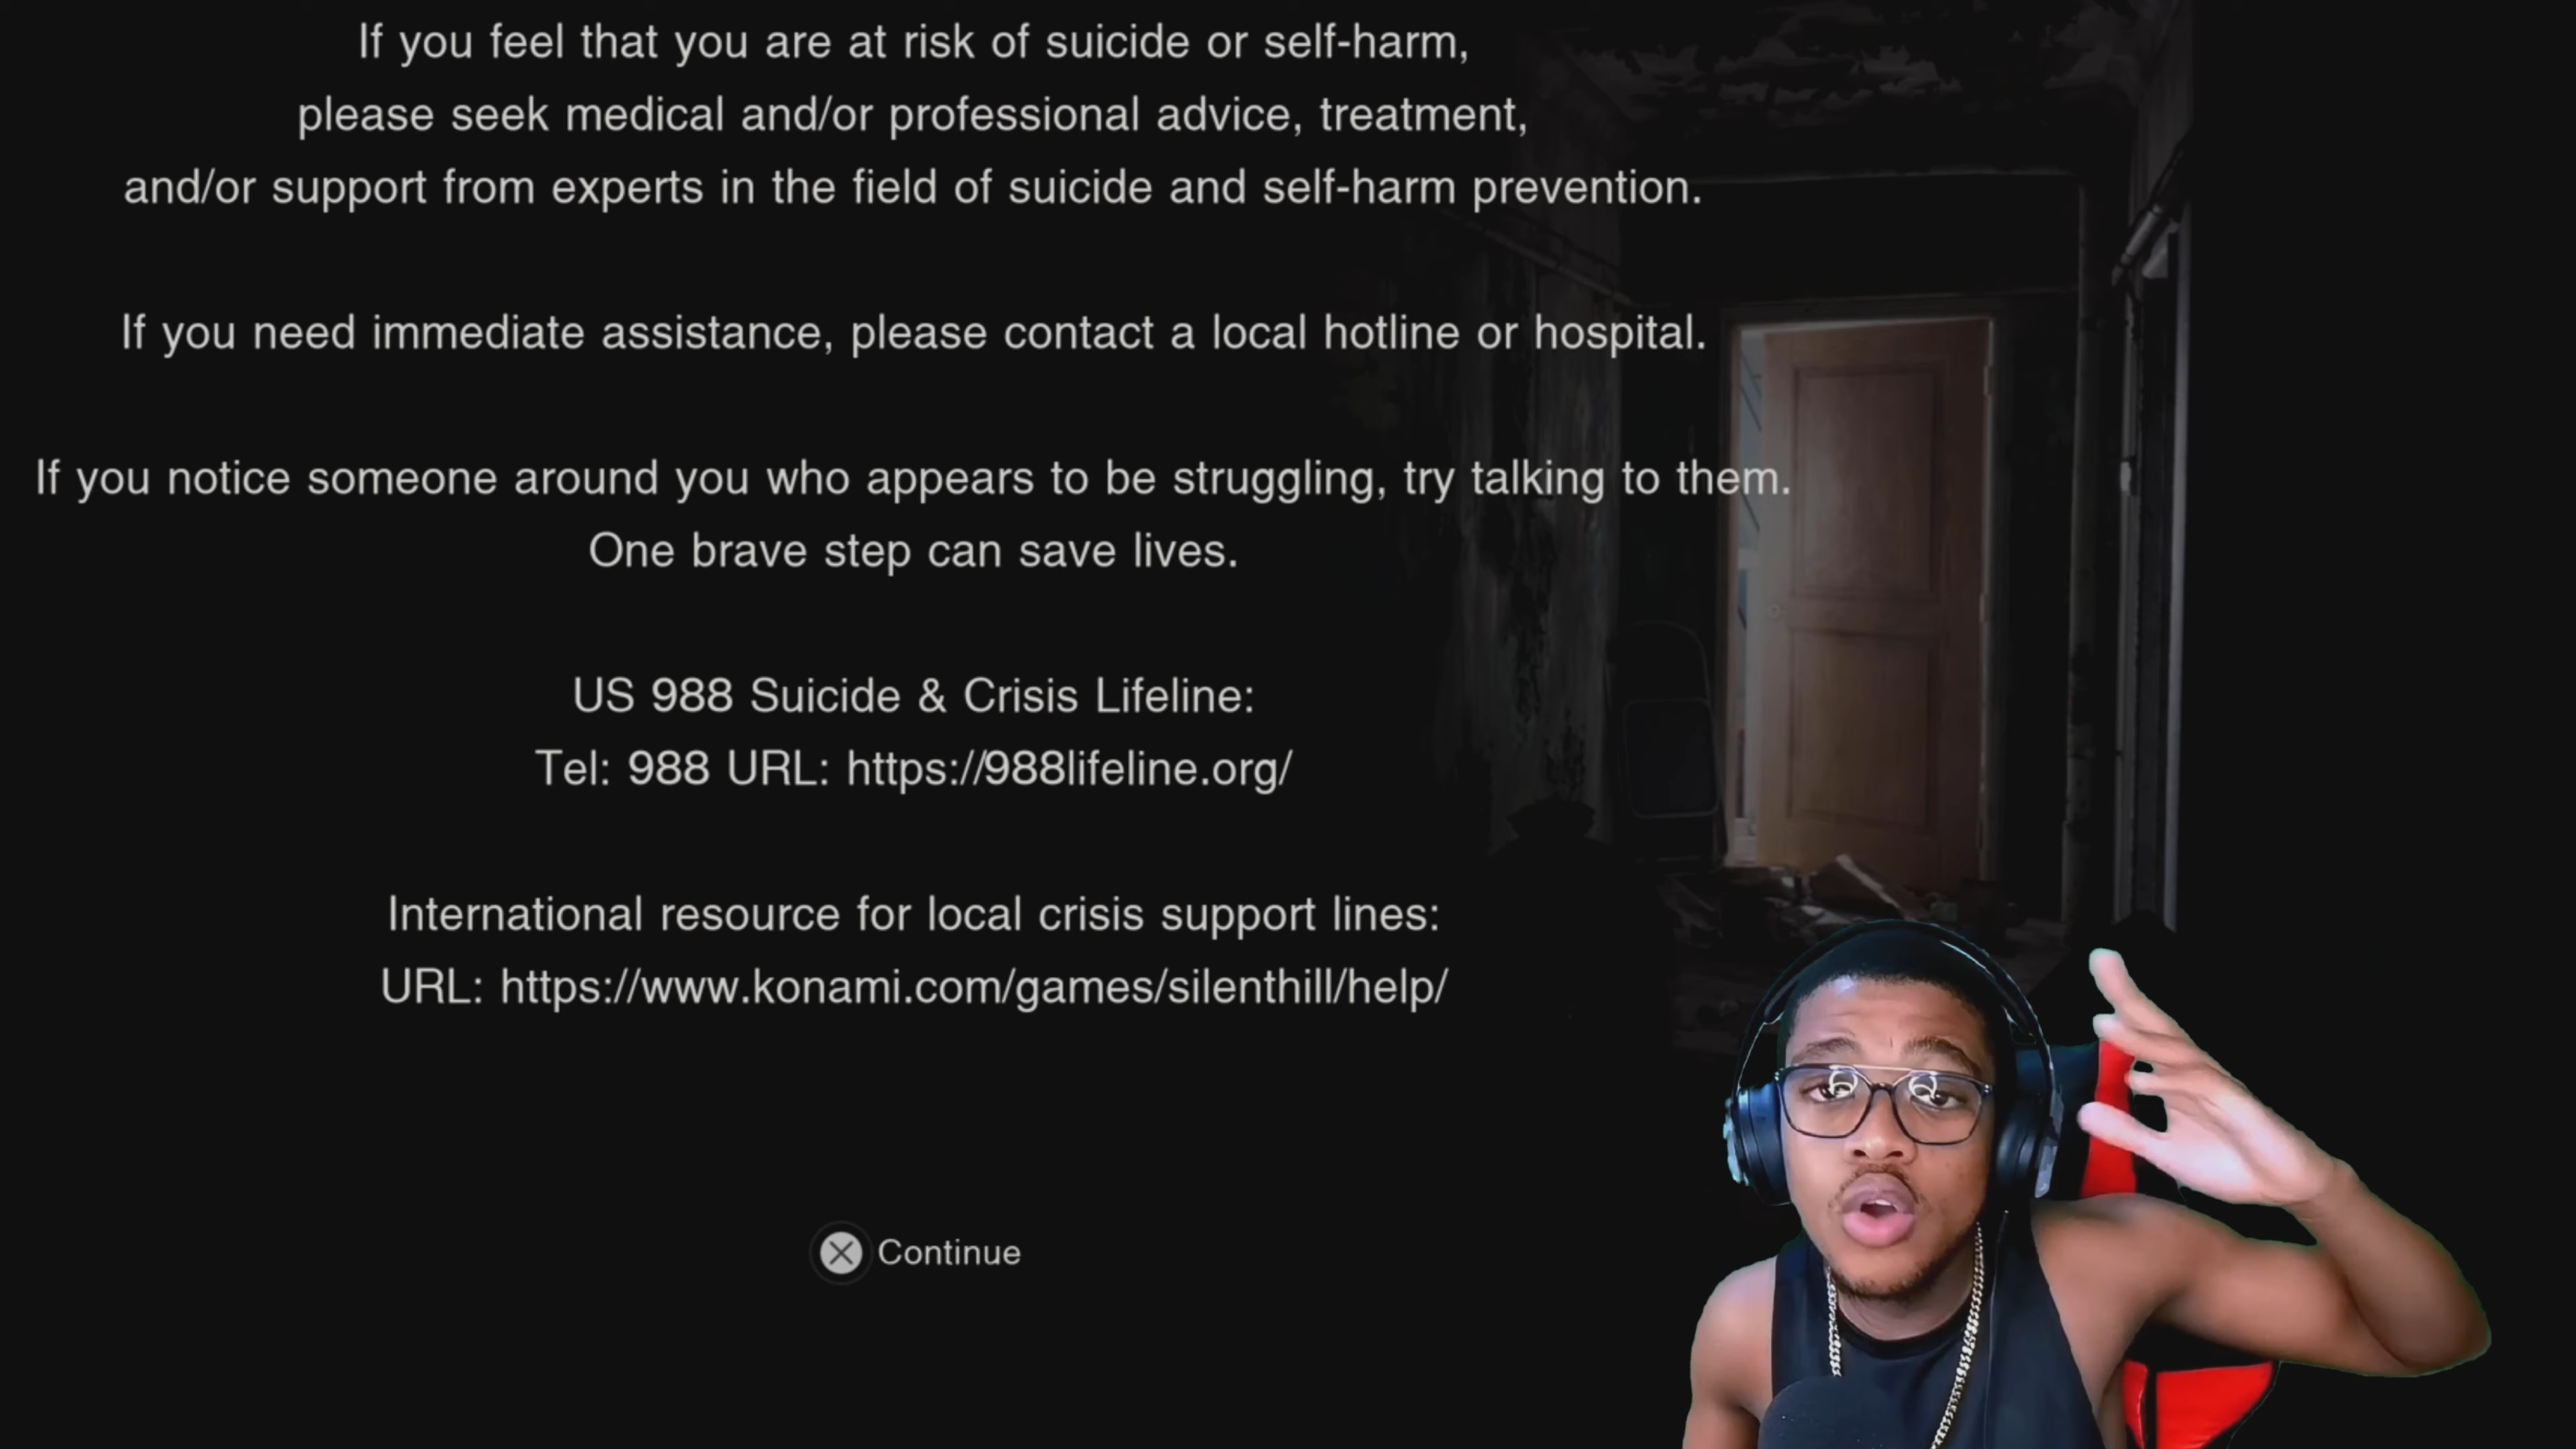 If you feel that you are at risk of suicide or self-harm,
please seek medical and/or professional advice, treatment,
and/or support from experts in the field of suicide and self-harm prevention.
If you need immediate assistance, please contact a local hotline or hospital.
If you notice someone around you who appears to be struggling, try talking to them.
One brave step can save lives.
US 988 Suicide & Crisis Lifeline:
Tel: 988 URL: https://988lifeline.org/
International resource for local crisis support lines:
URL: https://www.konami.com/games/silenthill/help/
Continue